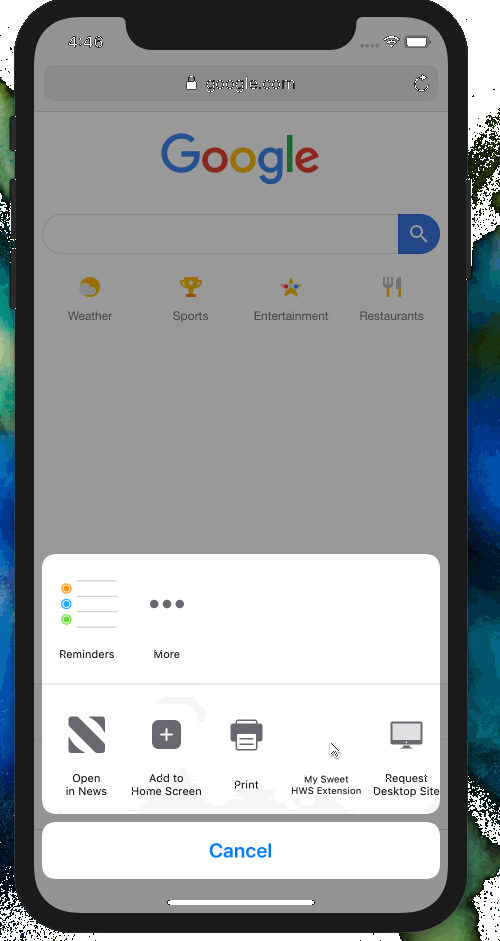 4:46
google.com
Google
Weather
Sports
Entertainment
Restaurants
Reminders
More
Open
in News
Add to
Home Screen
Print
My Sweet
HWS Extension
Request
Desktop Site
Cancel